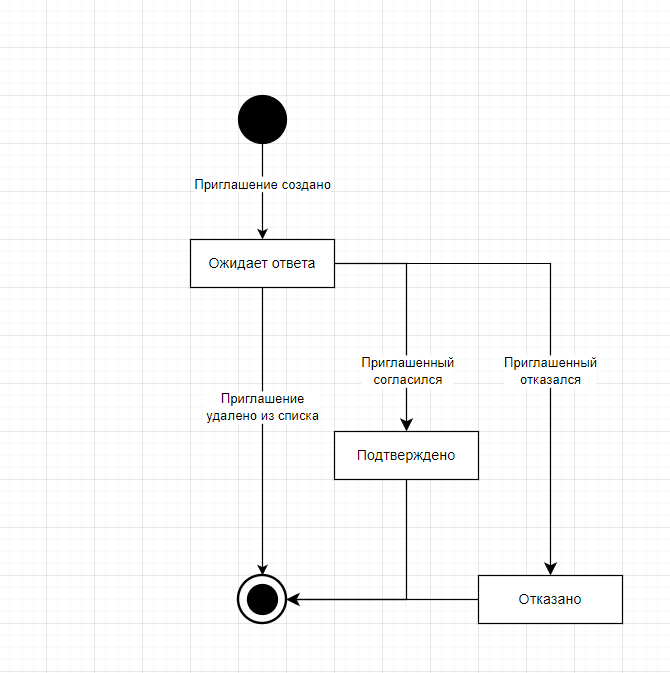 Приглашение создано
Ожидает ответа
Приглашенный
согласился
Приглашенный
отказался
Приглашение
удалено из списка
Подтверждено
Отказано